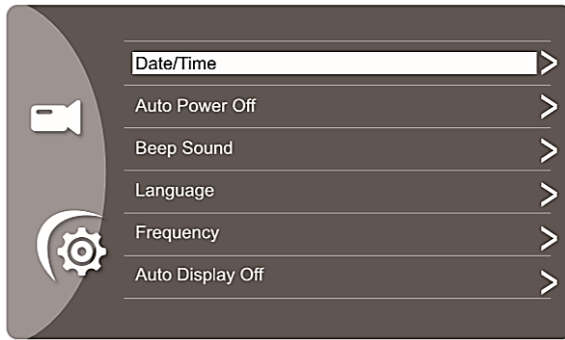 Date/Time
Auto Power Off
Beep Sound
Language
Frequency
Auto Display Off